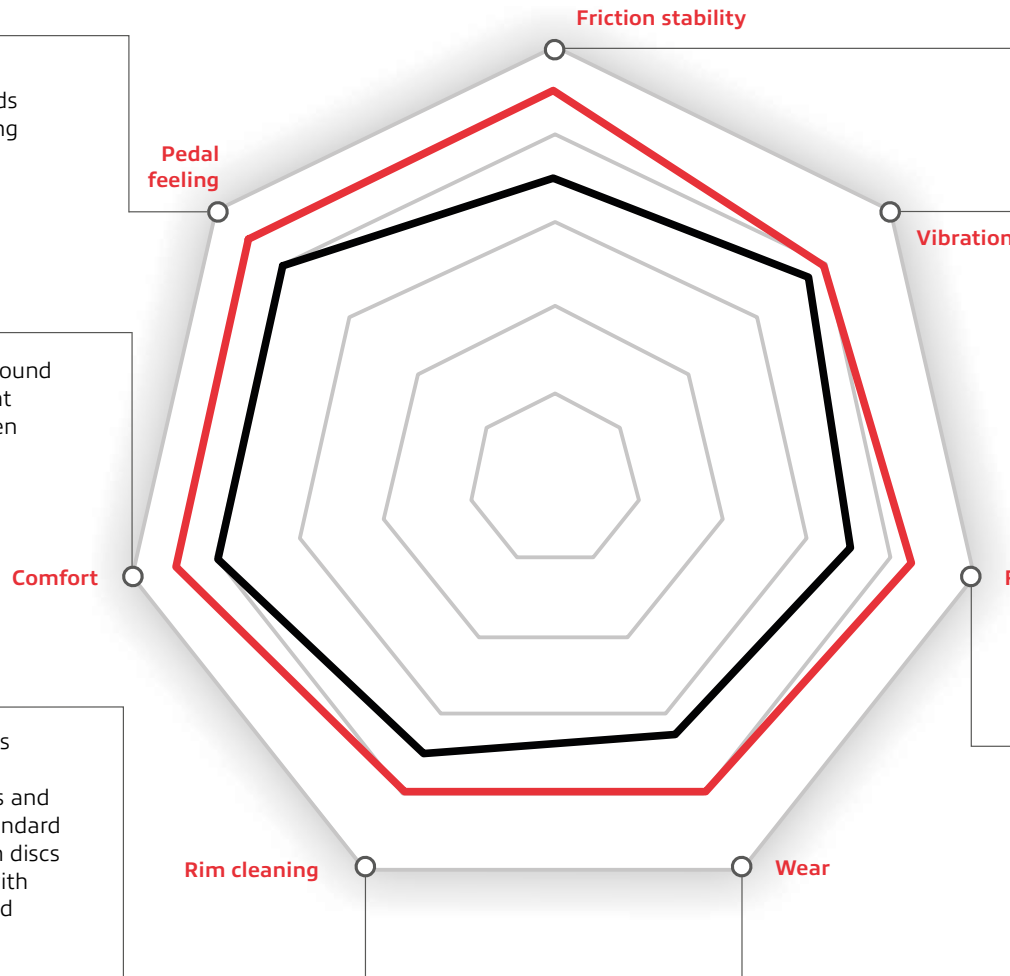 Friction stability
ds
ng
Pedal
feeling
Vibration
ound
nt
en
Comfort
s
s and
ndard
n discs
ith
d
Rim cleaning
Wear